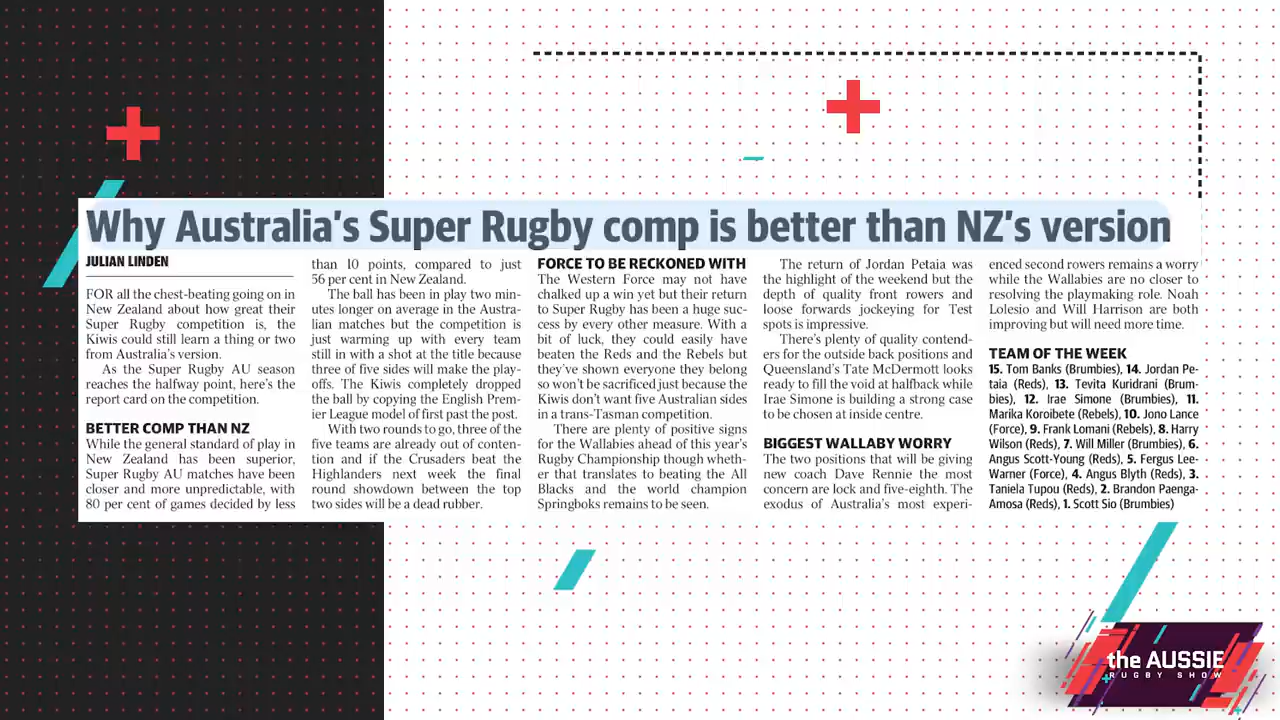 Why Australia's Super Rugby comp is better than NZ's version
JULIAN LINDEN
FOR all the chest-beating going on in
New Zealand about how great their
Super Rugby competition is, the
Kiwis could still learn a thing or two
from Australia's version.
As the Super Rugby AU season
reaches the halfway point, here's the
report card on the competition.
BETTER COMP THAN NZ
While the general standard of play in
New Zealand has been superior,
Super Rugby AU matches have been
closer and more unpredictable, with
80 per cent of games decided by less
than 10 points, compared to just
56 per cent in New Zealand.
The ball has been in play two min-
utes longer on average in the Austra-
lian matches but the competition is
just warming up with every team
still in with a shot at the title because
three of five sides will make the play-
offs. The Kiwis completely dropped
the ball by copying the English Prem-
ier League model of first past the post.
With two rounds to go, three of the
five teams are already out of conten-
tion and if the Crusaders beat the
Highlanders next week the final
round showdown between the top
two sides will be a dead rubber.
FORCE TO BE RECKONED WITH
The Western Force may not have
chalked up a win yet but their return
to Super Rugby has been a huge suc-
cess by every other measure. With a
bit of luck, they could easily have
beaten the Reds and the Rebels but
they've shown everyone they belong
so won't be sacrificed just because the
Kiwis don't want five Australian sides
in a trans-Tasman competition.
There are plenty of positive signs
for the Wallabies ahead of this year's
Rugby Championship though wheth-
er that translates to beating the All
Blacks and the world champion
Springboks remains to be seen.
The return of Jordan Petaia was
the highlight of the weekend but the
depth of quality front rowers and
loose forwards jockeying for Test
spots is impressive.
There's plenty of quality contend-
ers for the outside back positions and
Queensland's Tate McDermott looks
ready to fill the void at halfback while
Irae Simone is building a strong case
to be chosen at inside centre.
BIGGEST WALLABY WORRY
The two positions that will be giving
new coach Dave Rennie the most
concern are lock and five-eighth. The
exodus of Australia's most experi-
enced second rowers remains a worry
while the Wallabies are no closer to
resolving the playmaking role. Noah
Lolesio and Will Harrison are both
improving but will need more time.
TEAM OF THE WEEK
15. Tom Banks (Brumbies), 14. Jordan Pe-
taia (Reds), 13. Tevita Kuridrani (Brum-
bies), 12. Irae Simone (Brumbies), 11.
Marika Koroibete (Rebels), 10. Jono Lance
(Force), 9. Frank Lomani (Rebels), 8. Harry
Wilson (Reds), 7. Will Miller (Brumbies), 6.
Angus Scott-Young (Reds), 5. Fergus Lee-
Warner (Force), 4. Angus Blyth (Reds), 3.
Taniela Tupou (Reds), 2. Brandon Paenga-
Amosa (Reds), 1. Scott Sio (Brumbies)
the AUSSIE
RUGBY SHOW